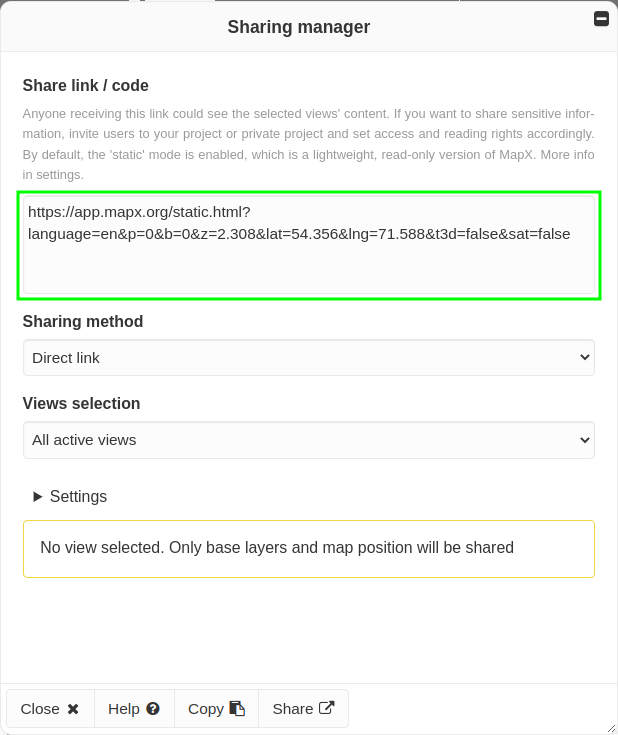 Sharing manager
Share link / code
Anyone receiving this link could see the selected views' content. If you want to share sensitive infor-
mation, invite users to your project or private project and set access and reading rights accordingly.
By default, the 'static' mode is enabled, which is a lightweight, read-only version of MapX. More info
in settings.
https://app.mapx.org/static.html?
language=en&p=0&b=0&z=2.308&lat=54.356&lng=71.588&t3d=false&sat=false
Sharing method
Direct link
Views selection
All active views
Settings
No view selected. Only base layers and map position will be shared
Close Help Copy Share